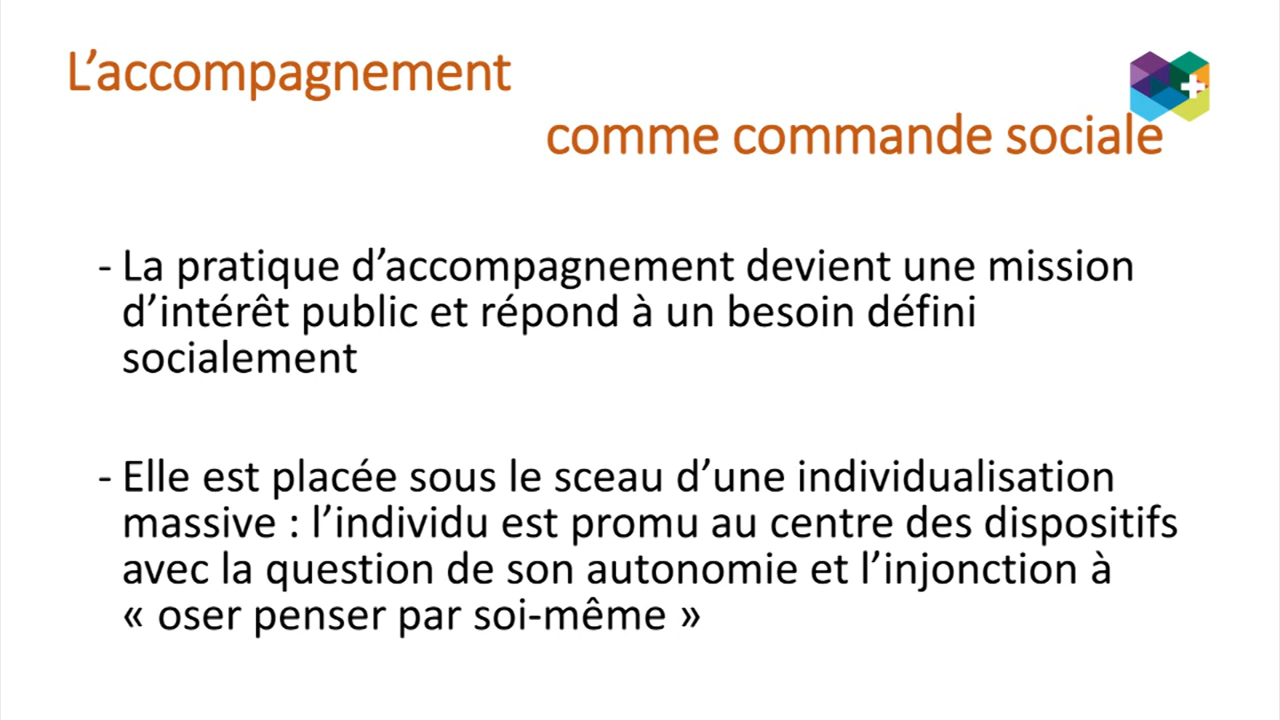 L’accompagnement
comme commande sociale
- La pratique d’accompagnement devient une mission
d’intérêt public et répond à un besoin défini
socialement
- Elle est placée sous le sceau d’une individualisation
massive : l’individu est promu au centre des dispositifs
avec la question de son autonomie et l’injonction à
« oser penser par soi-même »